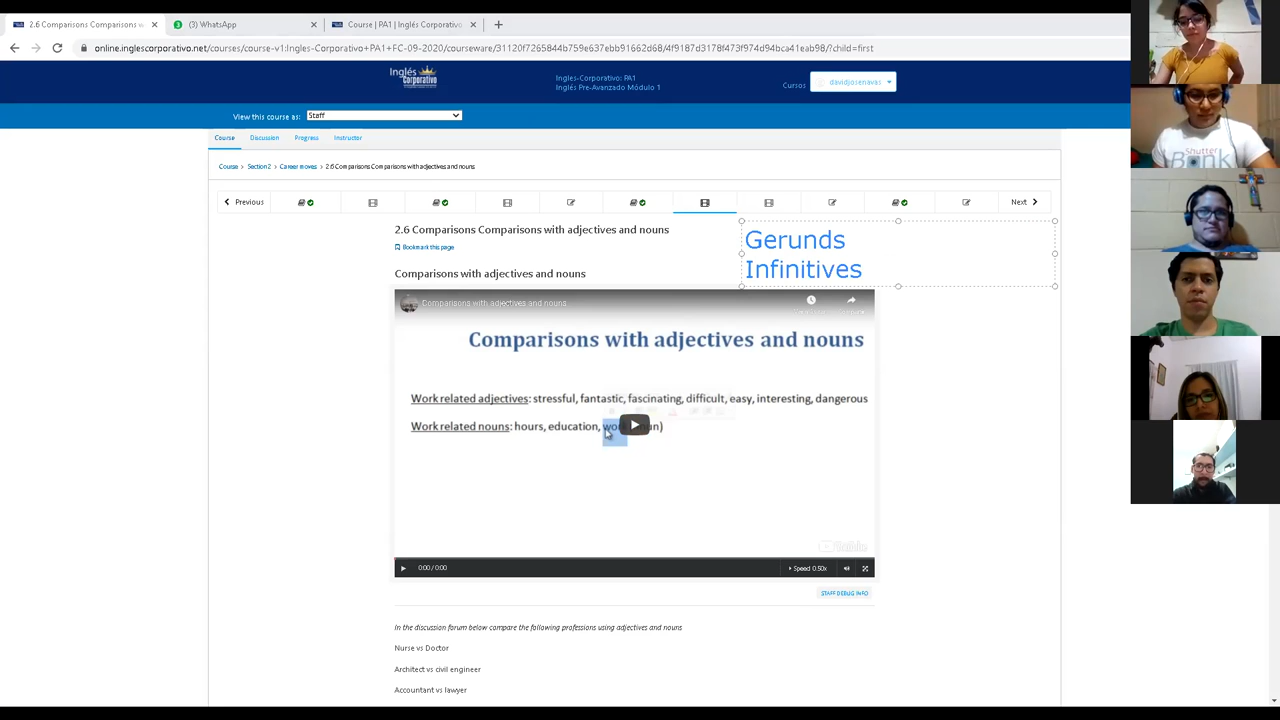 2.6 Comparisons Comparisons w
(3) WhatsApp
Course | PA1 | Inglés Corporativo
online.inglescorporativo.net/courses/course-v1:Ingles-Corporativo+PA1+FC-09-2020/courseware/31120f7265844b759e637ebb91662d68/4f9187d3178f473f974d94bca41eab98/?child=first
Inglés
Corporativo
Ingles-Corporativo: PA1
Inglés Pre-Avanzado Módulo 1
Cursos
davidjosenavas
View this course as:
Staff
Course
Discussion
Progress
Instructor
Course > Section 2 > Career moves > 2.6 Comparisons Comparisons with adjectives and nouns
Previous
Next
2.6 Comparisons Comparisons with adjectives and nouns
Bookmark this page
Gerunds
Infinitives
Comparisons with adjectives and nouns
Comparisons with adjectives and nouns
Comparisons with adjectives and nouns
Work related adjectives: stressful, fantastic, fascinating, difficult, easy, interesting, dangerous
Work related nouns: hours, education,
YouTube
0:00 / 0:00
Speed 0.50x
STAFF DEBUG INFO
In the discussion forum below compare the following professions using adjectives and nouns
Nurse vs Doctor
Architect vs civil engineer
Accountant vs lawyer
Shutter